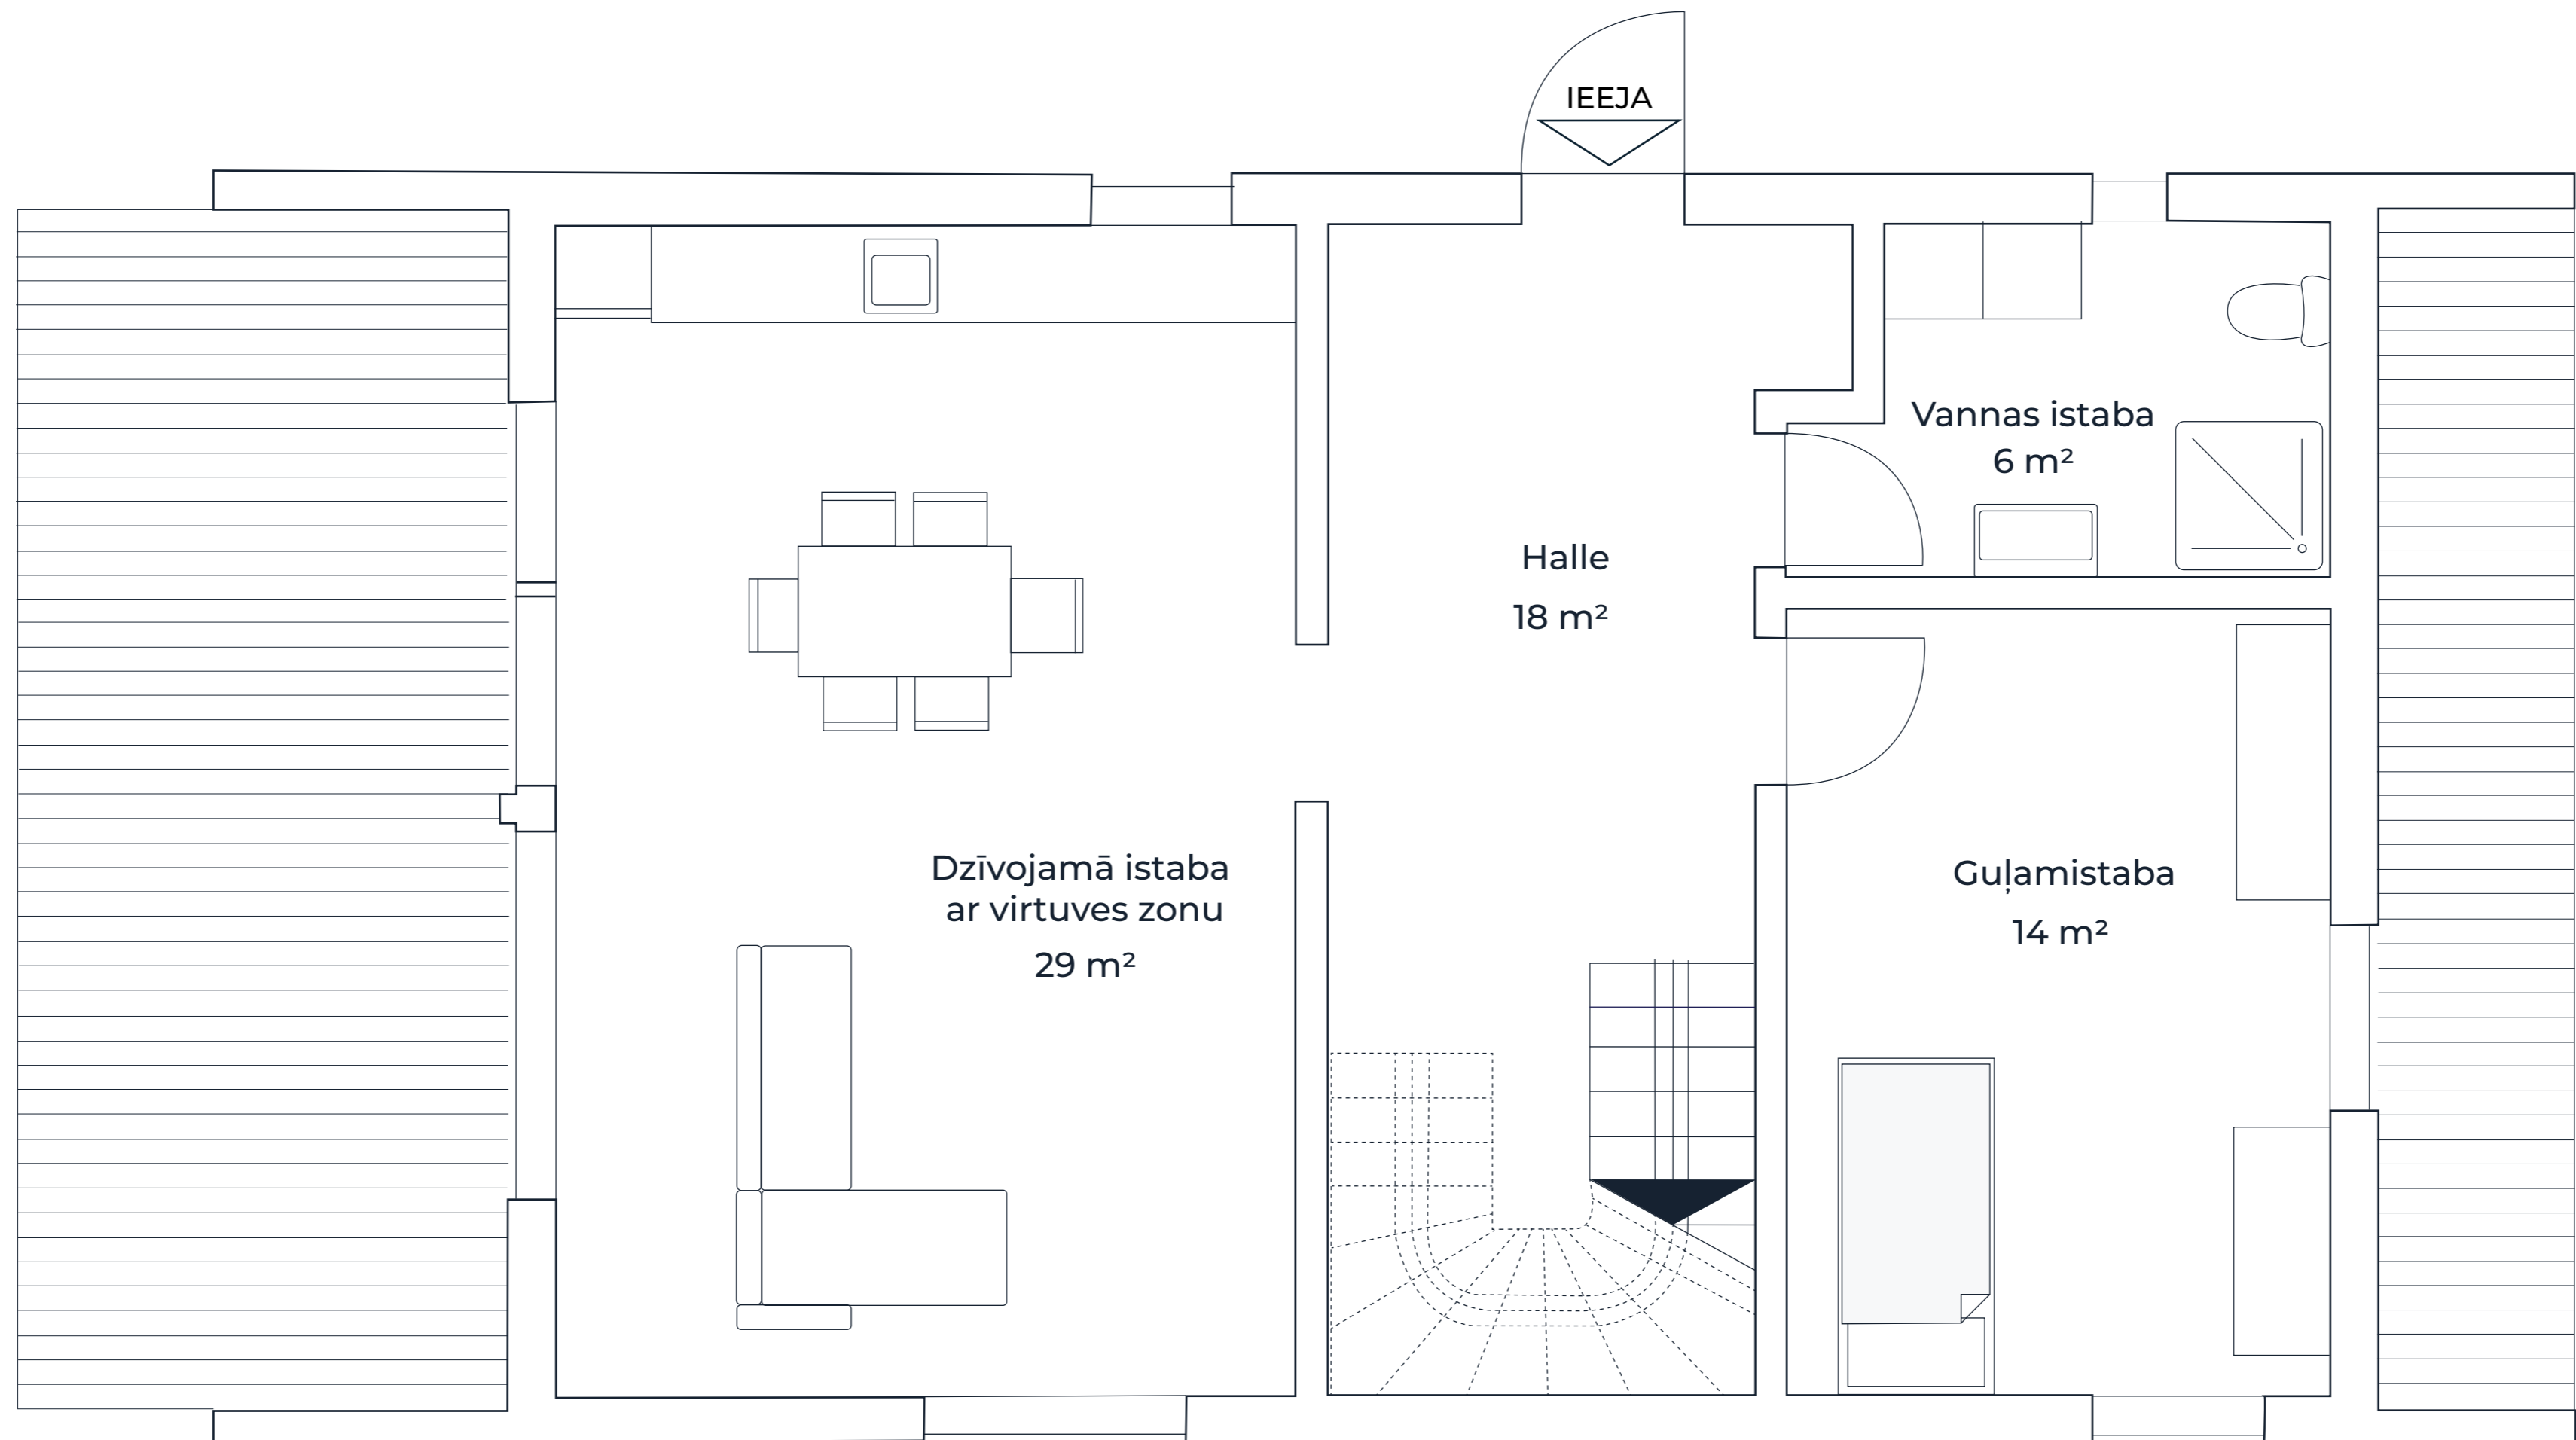 IEEJA
Vannas istaba
6 m²
Halle
18 m²
Dzīvojamā istaba
ar virtuves zonu
29 m²
Guļamistaba
14 m²